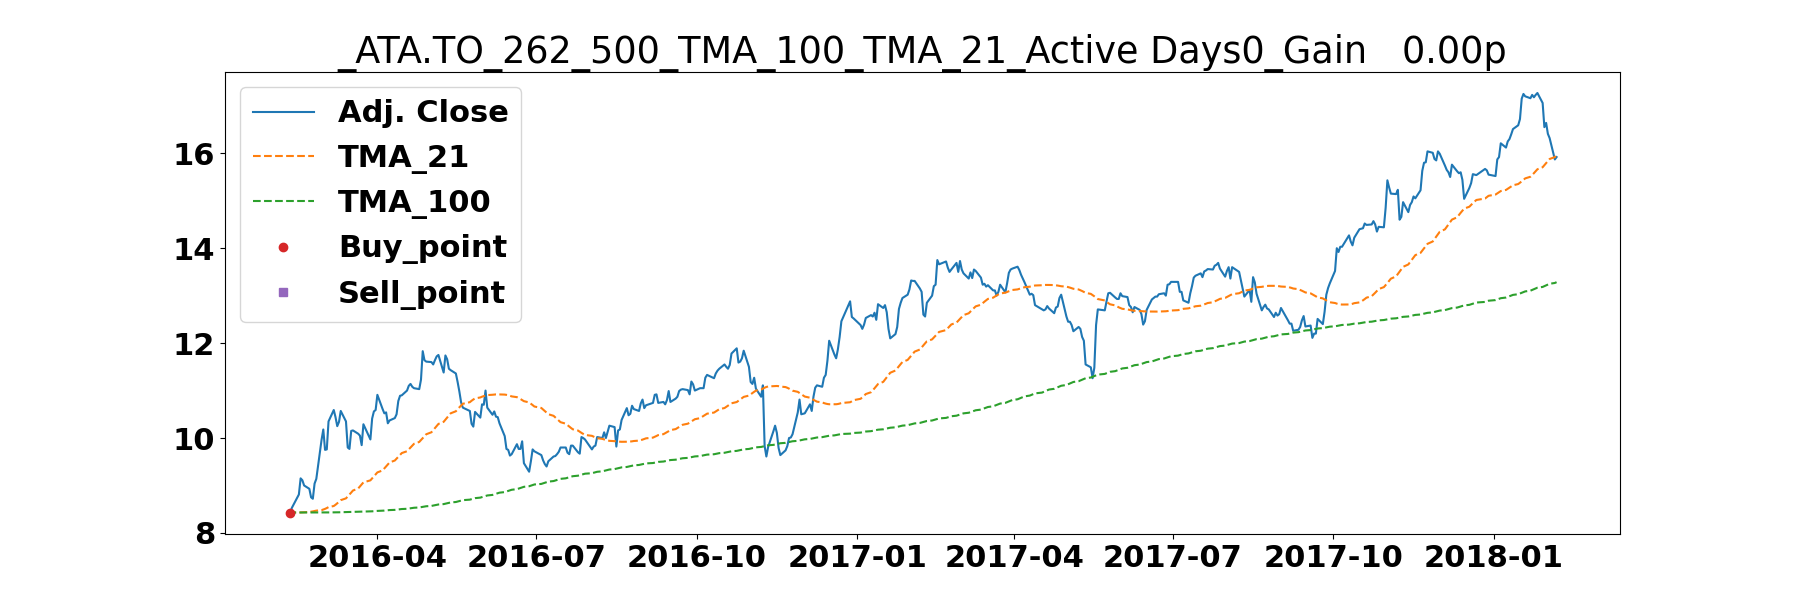 _ATA.TO_262_500_TMA_100_TMA_21_Active Days0_Gain   0.00p
Adj. Close
TMA_21
TMA_100
Buy_point
Sell_point
16
14
12
10
8
2016-04 2016-07 2016-10 2017-01 2017-04 2017-07 2017-10 2018-01